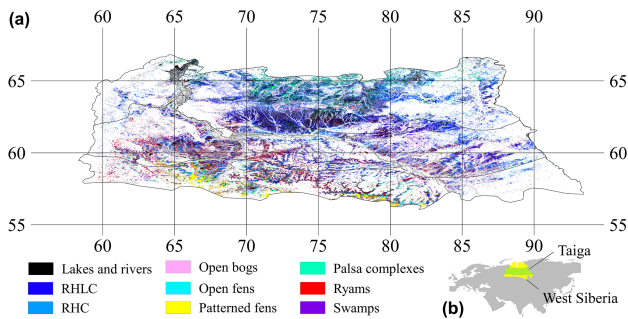 (a)
60 65 70 75 80 85 90
65 65
60 60
55 55
60 65 70 75 80 85 90
Lakes and rivers Open bogs Palsa complexes
RHLC Open fens Ryams
RHC Patterned fens Swamps
(b)
Taiga
West Siberia